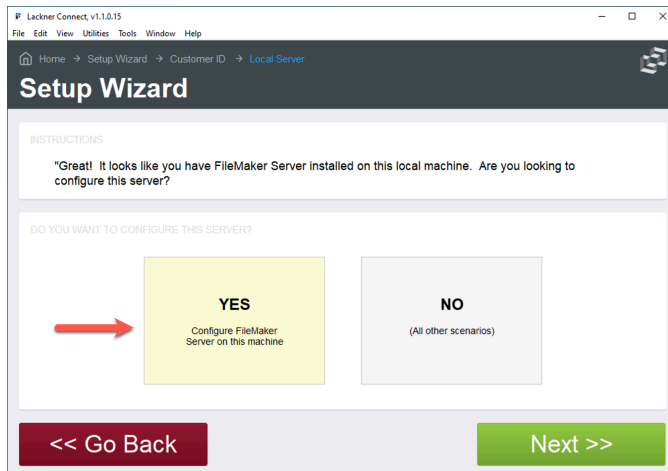 Lackner Connect, v1.1.0.15
File Edit View Utilities Tools Window Help
Home → Setup Wizard → Customer ID → Local Server
Setup Wizard
INSTRUCTIONS
"Great! It looks like you have FileMaker Server installed on this local machine. Are you looking to
configure this server?
DO YOU WANT TO CONFIGURE THIS SERVER?
YES
Configure FileMaker
Server on this machine
NO
(All other scenarios)
<< Go Back
Next >>